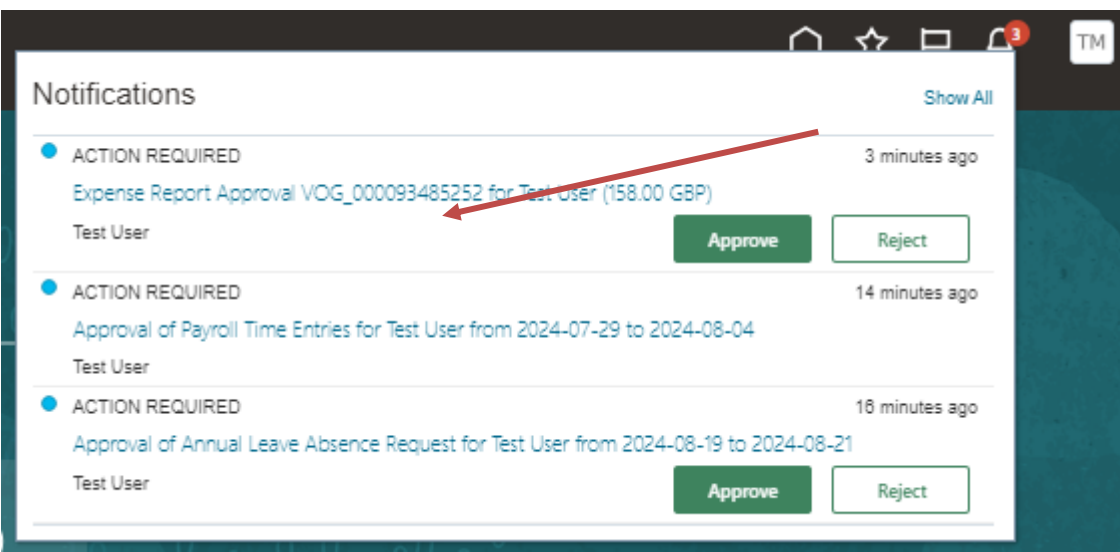 3
TM
Notifications
Show All
ACTION REQUIRED
3 minutes ago
Expense Report Approval VOG_000093485252 for Test User (158.00 GBP)
Test User
Approve
Reject
ACTION REQUIRED
14 minutes ago
Approval of Payroll Time Entries for Test User from 2024-07-29 to 2024-08-04
Test User
ACTION REQUIRED
16 minutes ago
Approval of Annual Leave Absence Request for Test User from 2024-08-19 to 2024-08-21
Test User
Approve
Reject